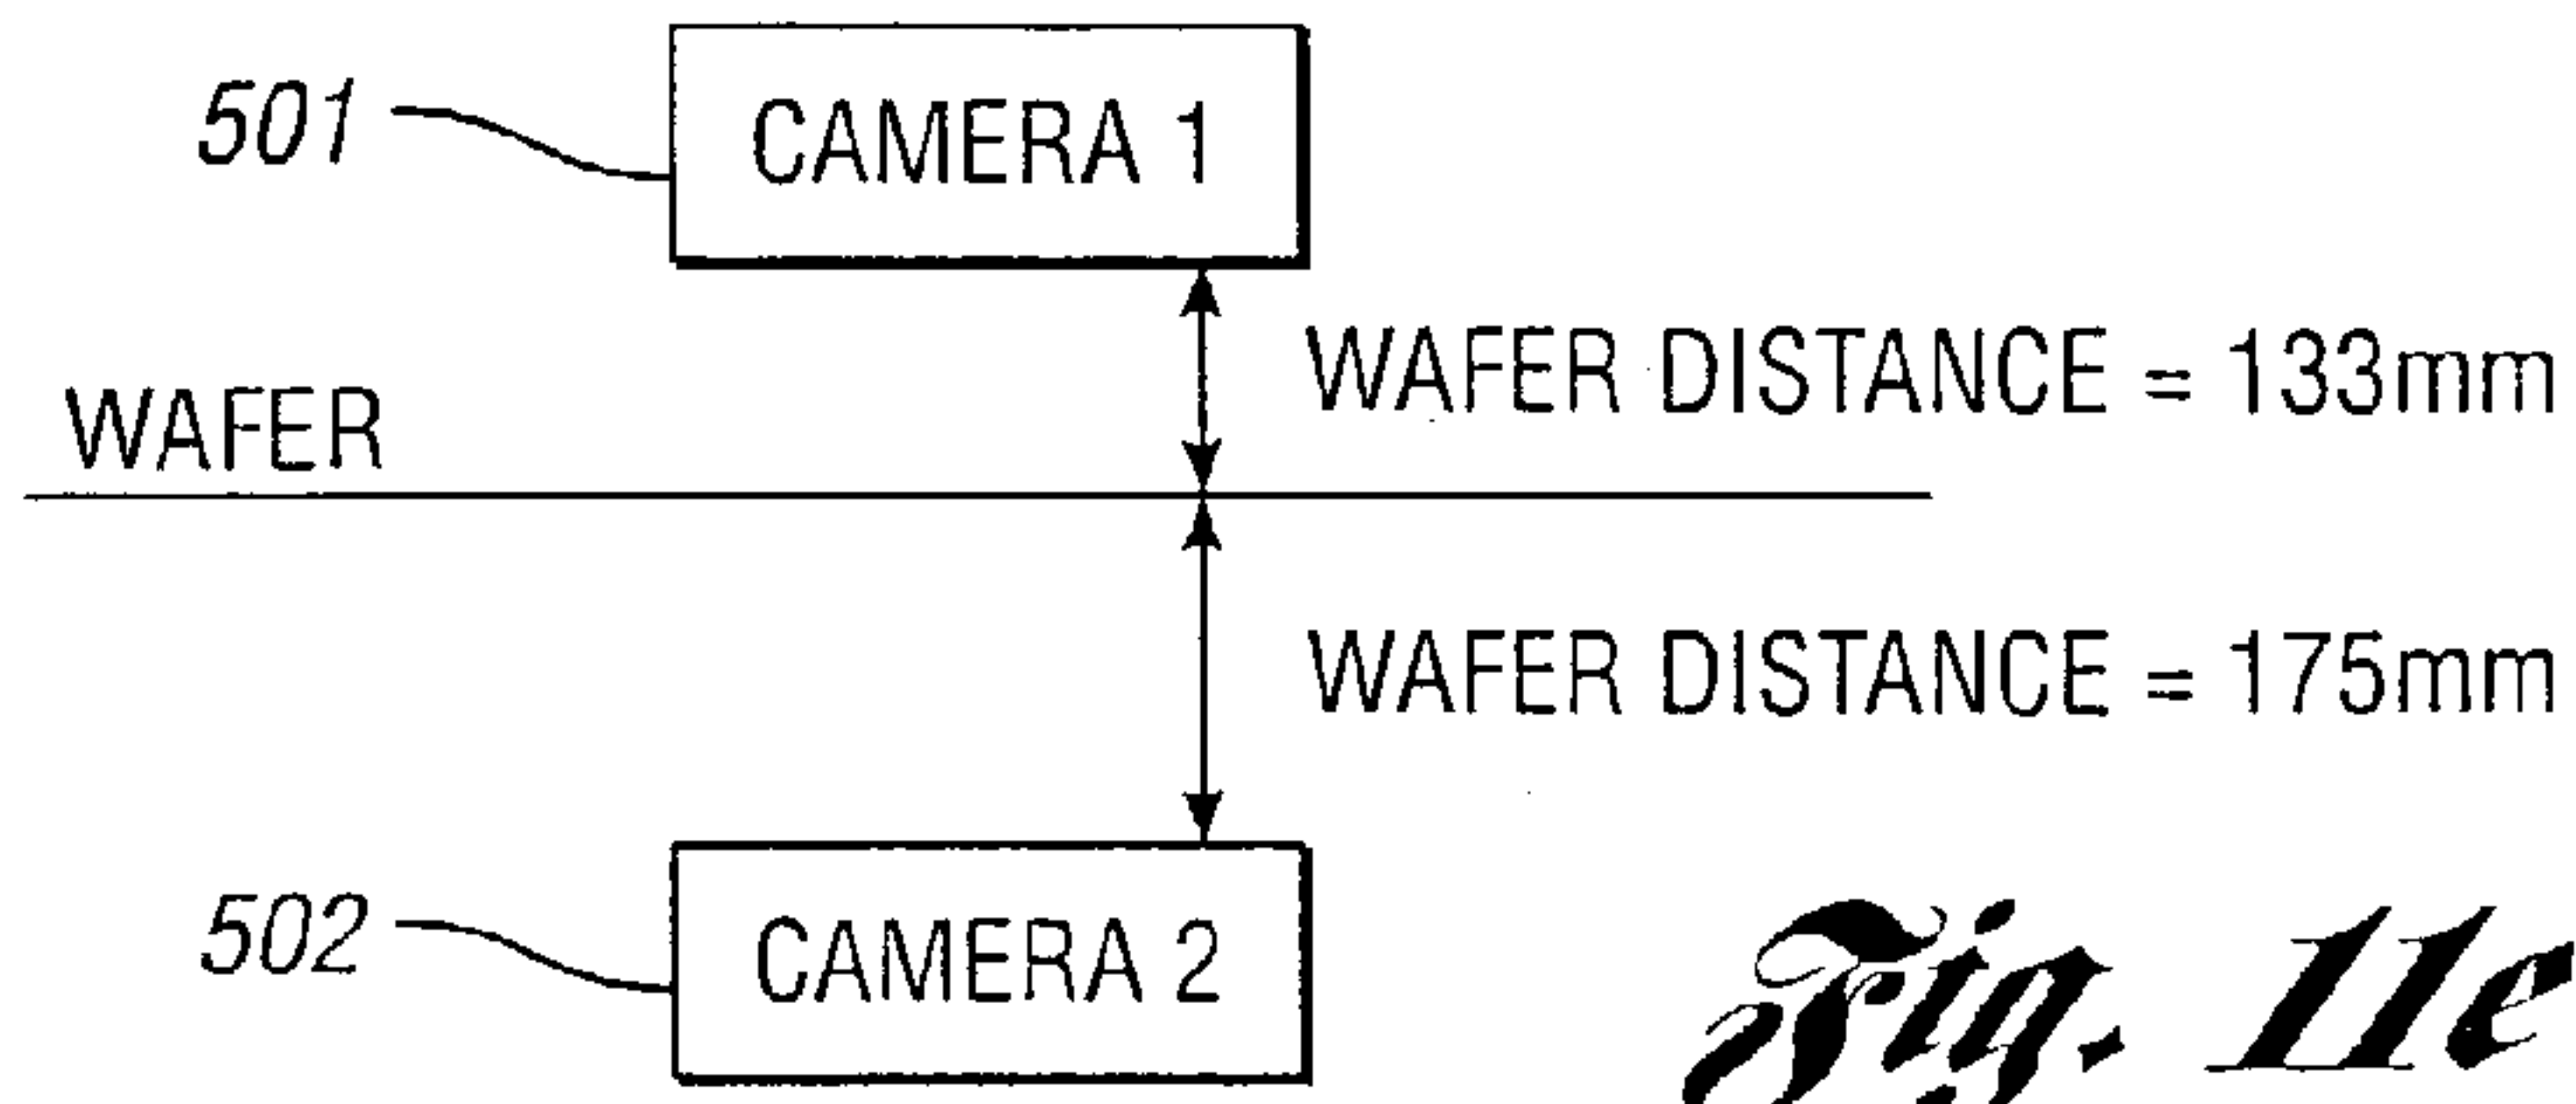 501
CAMERA 1
WAFER DISTANCE = 133mm
WAFER
WAFER DISTANCE = 175mm
502
CAMERA 2
Fig. 11e